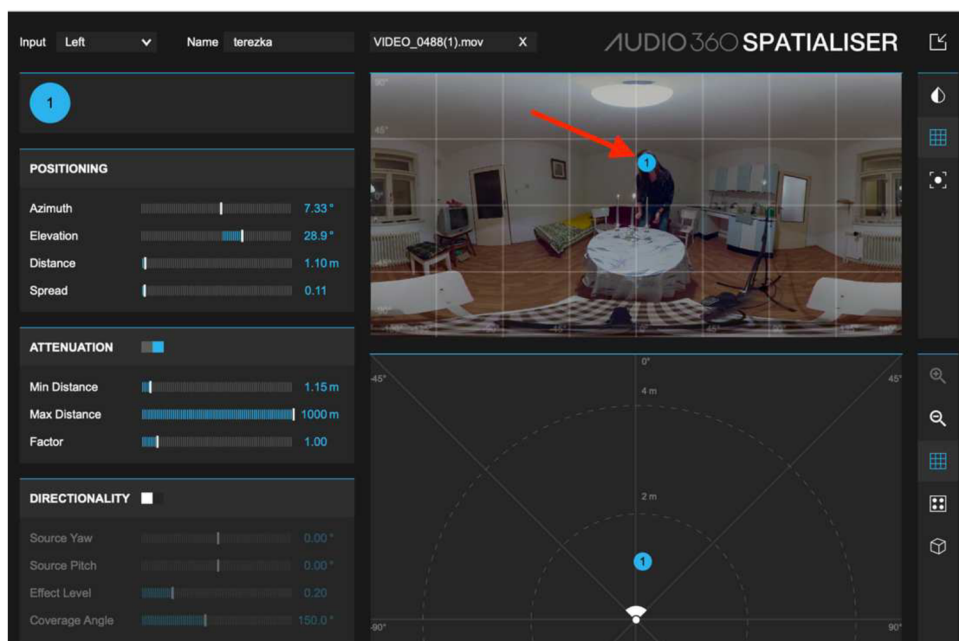 Input Left Name terezka VIDEO_0488(1).mov X AUDIO360 SPATIALISER
1
POSITIONING
Azimuth 7.33°
Elevation 28.9°
Distance 1.10 m
Spread 0.11
ATTENUATION
Min Distance 1.15 m
Max Distance 1000 m
Factor 1.00
DIRECTIONALITY
Source Yaw 0.00°
Source Pitch 0.00°
Effect Level 0.20
Coverage Angle 150.0°
90°
45°
1
0°
-45° 45°
4 m
2 m
1
-90° 90°